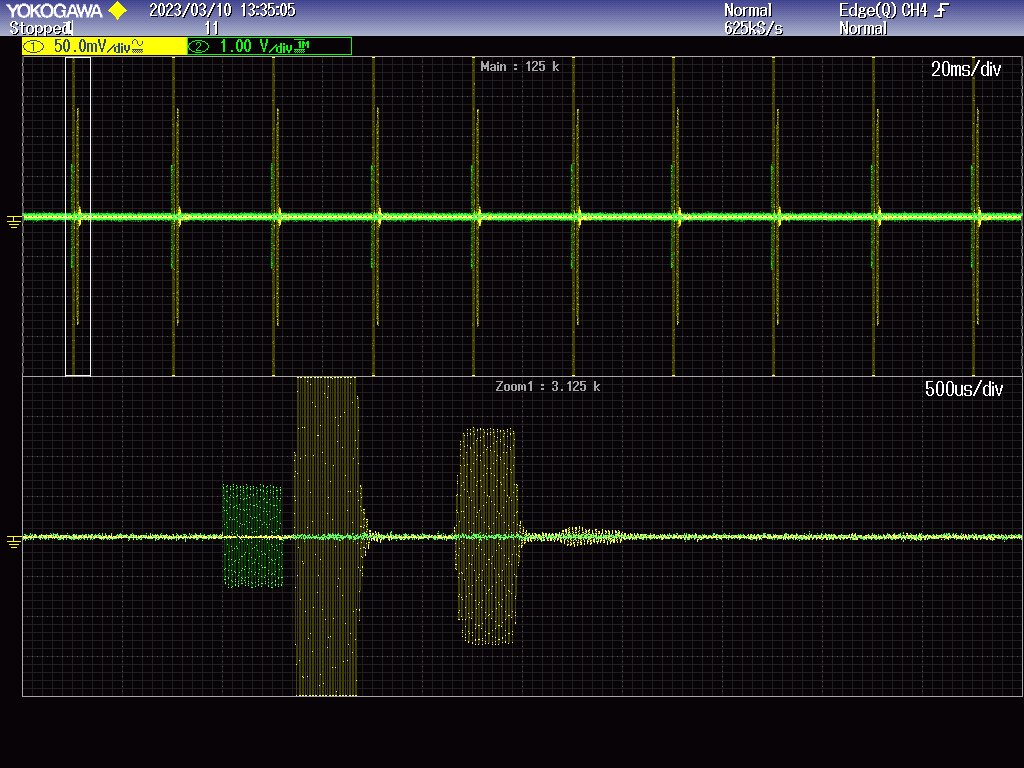 YOKOGAWA 2023/03/10 13:35:05 Normal Edge(Q) CH4
Stopped 11 625kS/s Normal
1 50.0mV/div 2 1.00 V/div 1M
Main : 125 k 20ms/div
Zoom1 : 3.125 k 500us/div